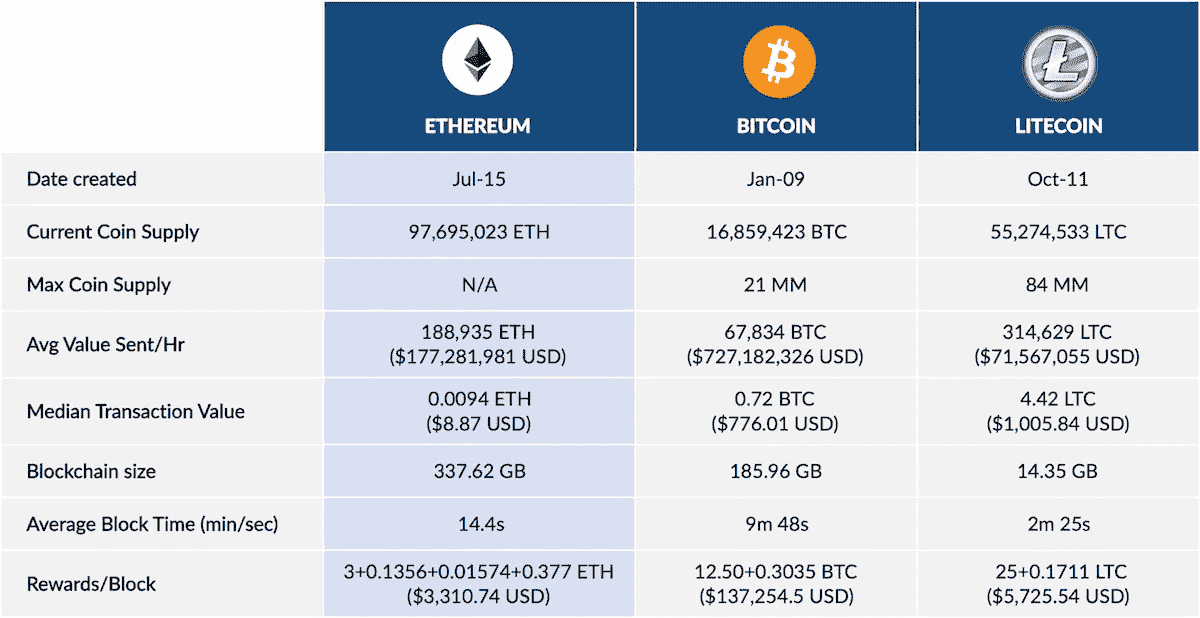 ETHEREUM
BITCOIN
LITECOIN
Date created
Jul-15
Jan-09
Oct-11
Current Coin Supply
97,695,023 ETH
16,859,423 BTC
55,274,533 LTC
Max Coin Supply
N/A
21 MM
84 MM
Avg Value Sent/Hr
188,935 ETH
($177,281,981 USD)
67,834 BTC
($727,182,326 USD)
314,629 LTC
($71,567,055 USD)
Median Transaction Value
0.0094 ETH
($8.87 USD)
0.72 BTC
($776.01 USD)
4.42 LTC
($1,005.84 USD)
Blockchain size
337.62 GB
185.96 GB
14.35 GB
Average Block Time (min/sec)
14.4s
9m 48s
2m 25s
Rewards/Block
3+0.1356+0.01574+0.377 ETH
($3,310.74 USD)
12.50+0.3035 BTC
($137,254.5 USD)
25+0.1711 LTC
($5,725.54 USD)